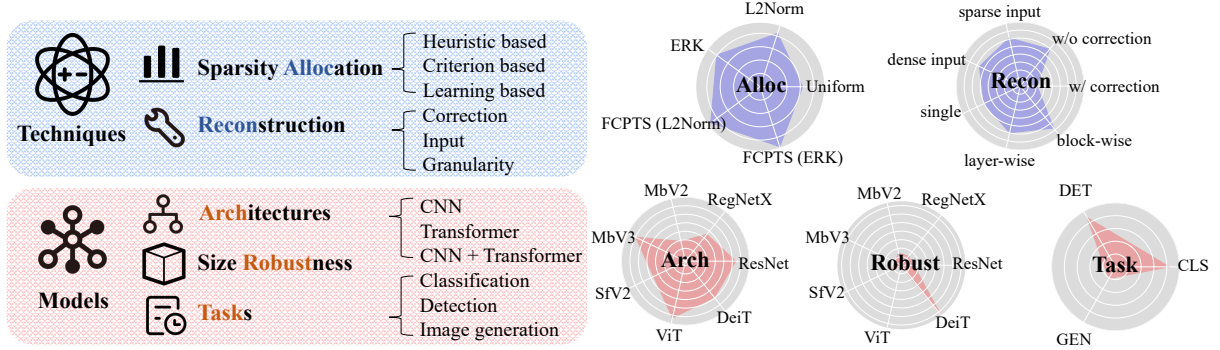 Techniques
Sparsity Allocation
Heuristic based
Criterion based
Learning based
Reconstruction
Correction
Input
Granularity
Models
Architectures
CNN
Transformer
CNN + Transformer
Size Robustness
Tasks
Classification
Detection
Image generation
L2Norm
ERK
Alloc
Uniform
FCPTS (L2Norm)
FCPTS (ERK)
sparse input
w/o correction
dense input
Recon
w/ correction
single
block-wise
layer-wise
MbV2
RegNetX
MbV3
Arch
ResNet
SfV2
DeiT
ViT
MbV2
RegNetX
MbV3
Robust
ResNet
SfV2
DeiT
ViT
DET
Task
CLS
GEN